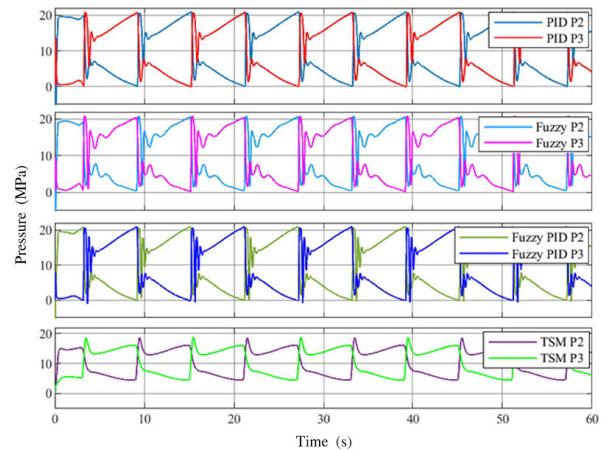 20
10
0
PID P2
PID P3
20
10
0
Fuzzy P2
Fuzzy P3
20
10
0
Fuzzy PID P2
Fuzzy PID P3
20
10
0
TSM P2
TSM P3
Pressure (MPa)
0 10 20 30 40 50 60
Time (s)